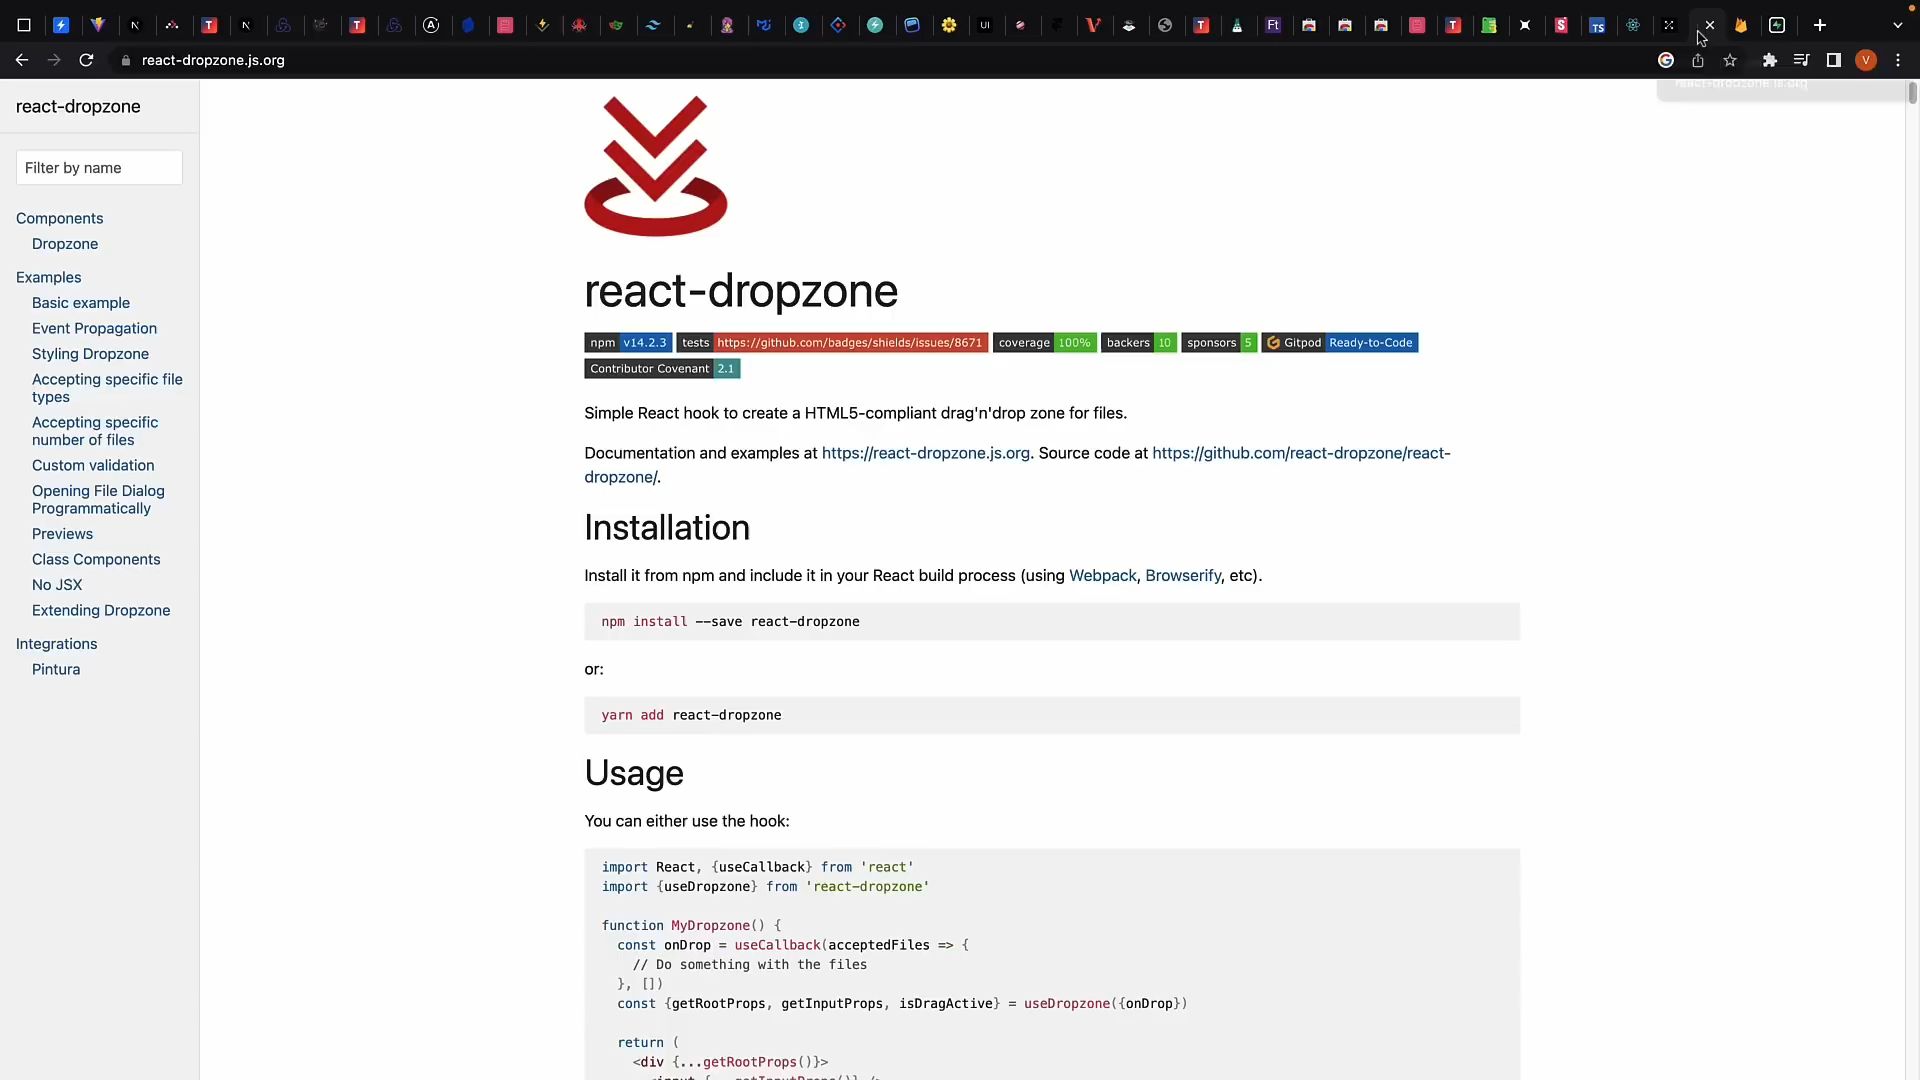 react-dropzone.js.org
V
react-dropzone
Filter by name
Components
Dropzone
Examples
Basic example
Event Propagation
Styling Dropzone
Accepting specific file
types
Accepting specific
number of files
Custom validation
Opening File Dialog
Programmatically
Previews
Class Components
No JSX
Extending Dropzone
Integrations
Pintura
react-dropzone.js.org
react-dropzone
npm v14.2.3 tests https://github.com/badges/shields/issues/8671 coverage 100% backers 10 sponsors 5 Gitpod Ready-to-Code
Contributor Covenant 2.1
Simple React hook to create a HTML5-compliant drag'n'drop zone for files.
Documentation and examples at https://react-dropzone.js.org. Source code at https://github.com/react-dropzone/react-
dropzone/.
Installation
Install it from npm and include it in your React build process (using Webpack, Browserify, etc).
npm install --save react-dropzone
or:
yarn add react-dropzone
Usage
You can either use the hook:
import React, {useCallback} from 'react'
import {useDropzone} from 'react-dropzone'
function MyDropzone() {
const onDrop = useCallback(acceptedFiles => {
// Do something with the files
}, [])
const {getRootProps, getInputProps, isDragActive} = useDropzone({onDrop})
return (
<div {...getRootProps()}>
<input {...getInputProps()} />